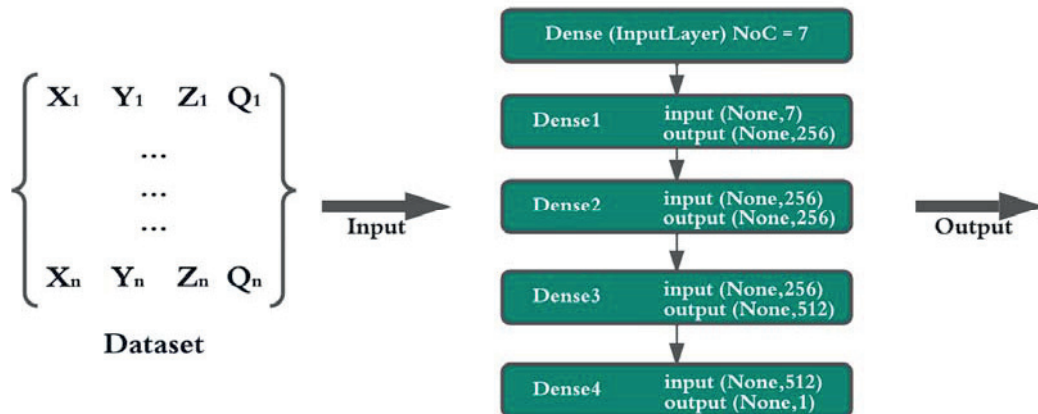 X1 Y1 Z1 Q1
...
...
...
Xn Yn Zn Qn
Dataset
Input
Dense (InputLayer) NoC = 7
Dense1 input (None,7)
output (None,256)
Dense2 input (None,256)
output (None,256)
Dense3 input (None,256)
output (None,512)
Dense4 input (None,512)
output (None,1)
Output